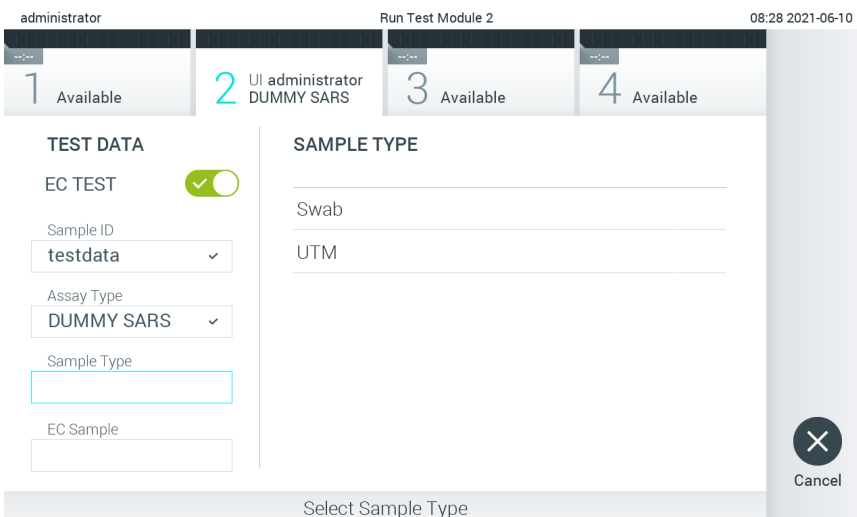 administrator Run Test Module 2 08:28 2021-06-10
--:-- --:-- --:--
1 Available 2 UI administrator DUMMY SARS 3 Available 4 Available
TEST DATA
EC TEST
Sample ID
testdata
Assay Type
DUMMY SARS
Sample Type
EC Sample
SAMPLE TYPE
Swab
UTM
Cancel
Select Sample Type